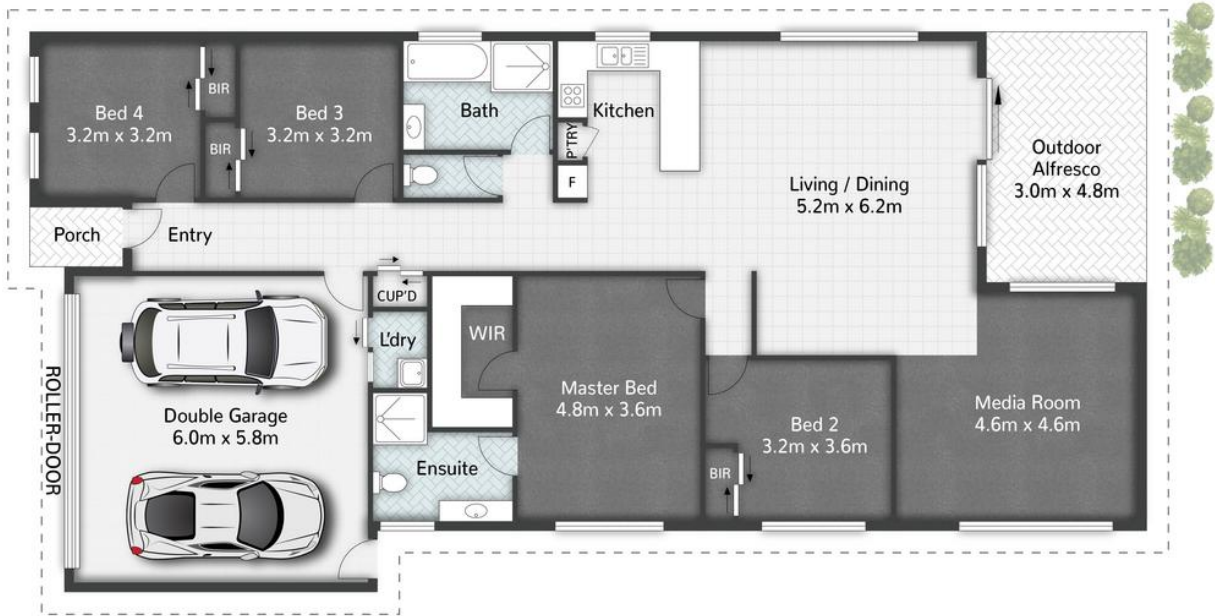 Bed 4
3.2m x 3.2m
BIR
BIR
Bed 3
3.2m x 3.2m
Bath
Kitchen
P'TRY
F
Living / Dining
5.2m x 6.2m
Outdoor
Alfresco
3.0m x 4.8m
Porch
Entry
CUP'D
L'dry
WIR
ROLLER-DOOR
Double Garage
6.0m x 5.8m
Ensuite
Master Bed
4.8m x 3.6m
Bed 2
3.2m x 3.6m
BIR
Media Room
4.6m x 4.6m